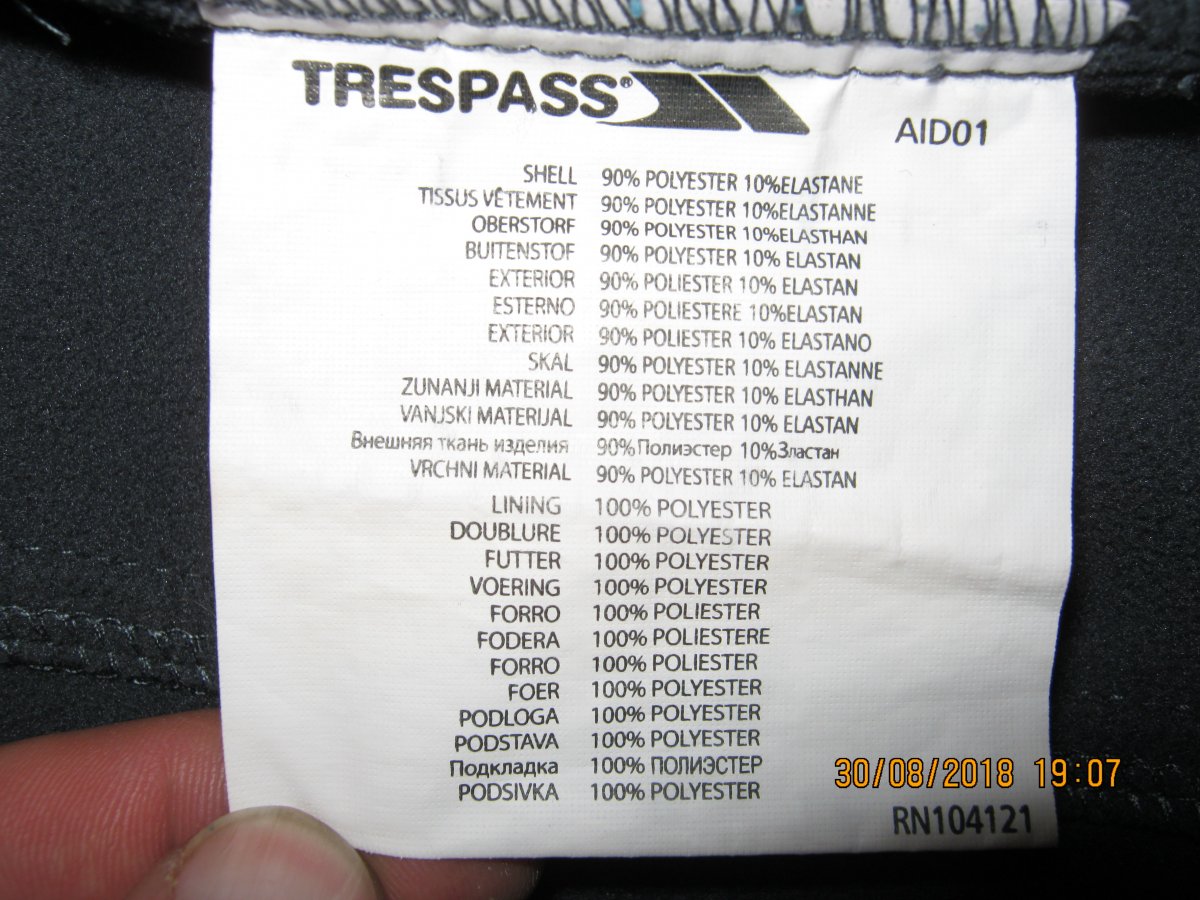 TRESPASS®
AID01
SHELL 90% POLYESTER 10%ELASTANE
TISSUS VÊTEMENT 90% POLYESTER 10%ELASTANNE
OBERSTORF 90% POLYESTER 10%ELASTHAN
BUITENSTOF 90% POLYESTER 10% ELASTAN
EXTERIOR 90% POLIESTER 10% ELASTAN
ESTERNO 90% POLIESTERE 10%ELASTAN
EXTERIOR 90% POLIESTER 10% ELASTANO
SKAL 90% POLYESTER 10% ELASTANNE
ZUNANJI MATERIAL 90% POLYESTER 10% ELASTHAN
VANJSKI MATERIJAL 90% POLYESTER 10% ELASTAN
Внешняя ткань изделия 90%Полиэстер 10%Зластан
VRCHNI MATERIAL 90% POLYESTER 10% ELASTAN
LINING 100% POLYESTER
DOUBLURE 100% POLYESTER
FUTTER 100% POLYESTER
VOERING 100% POLYESTER
FORRO 100% POLIESTER
FODERA 100% POLIESTERE
FORRO 100% POLIESTER
FOER 100% POLYESTER
PODLOGA 100% POLYESTER
PODSTAVA 100% POLYESTER
Подкладка 100% ПОЛИЭСТЕР
PODSIVKA 100% POLYESTER
30/08/2018 19:07
RN104121